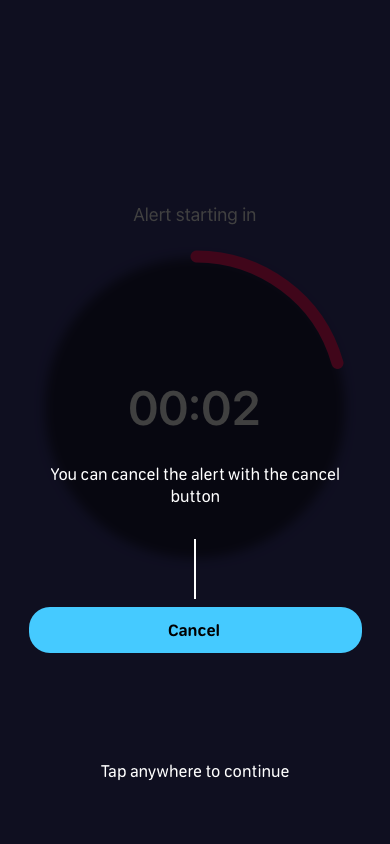 Alert starting in
00:02
You can cancel the alert with the cancel
button
Cancel
Tap anywhere to continue